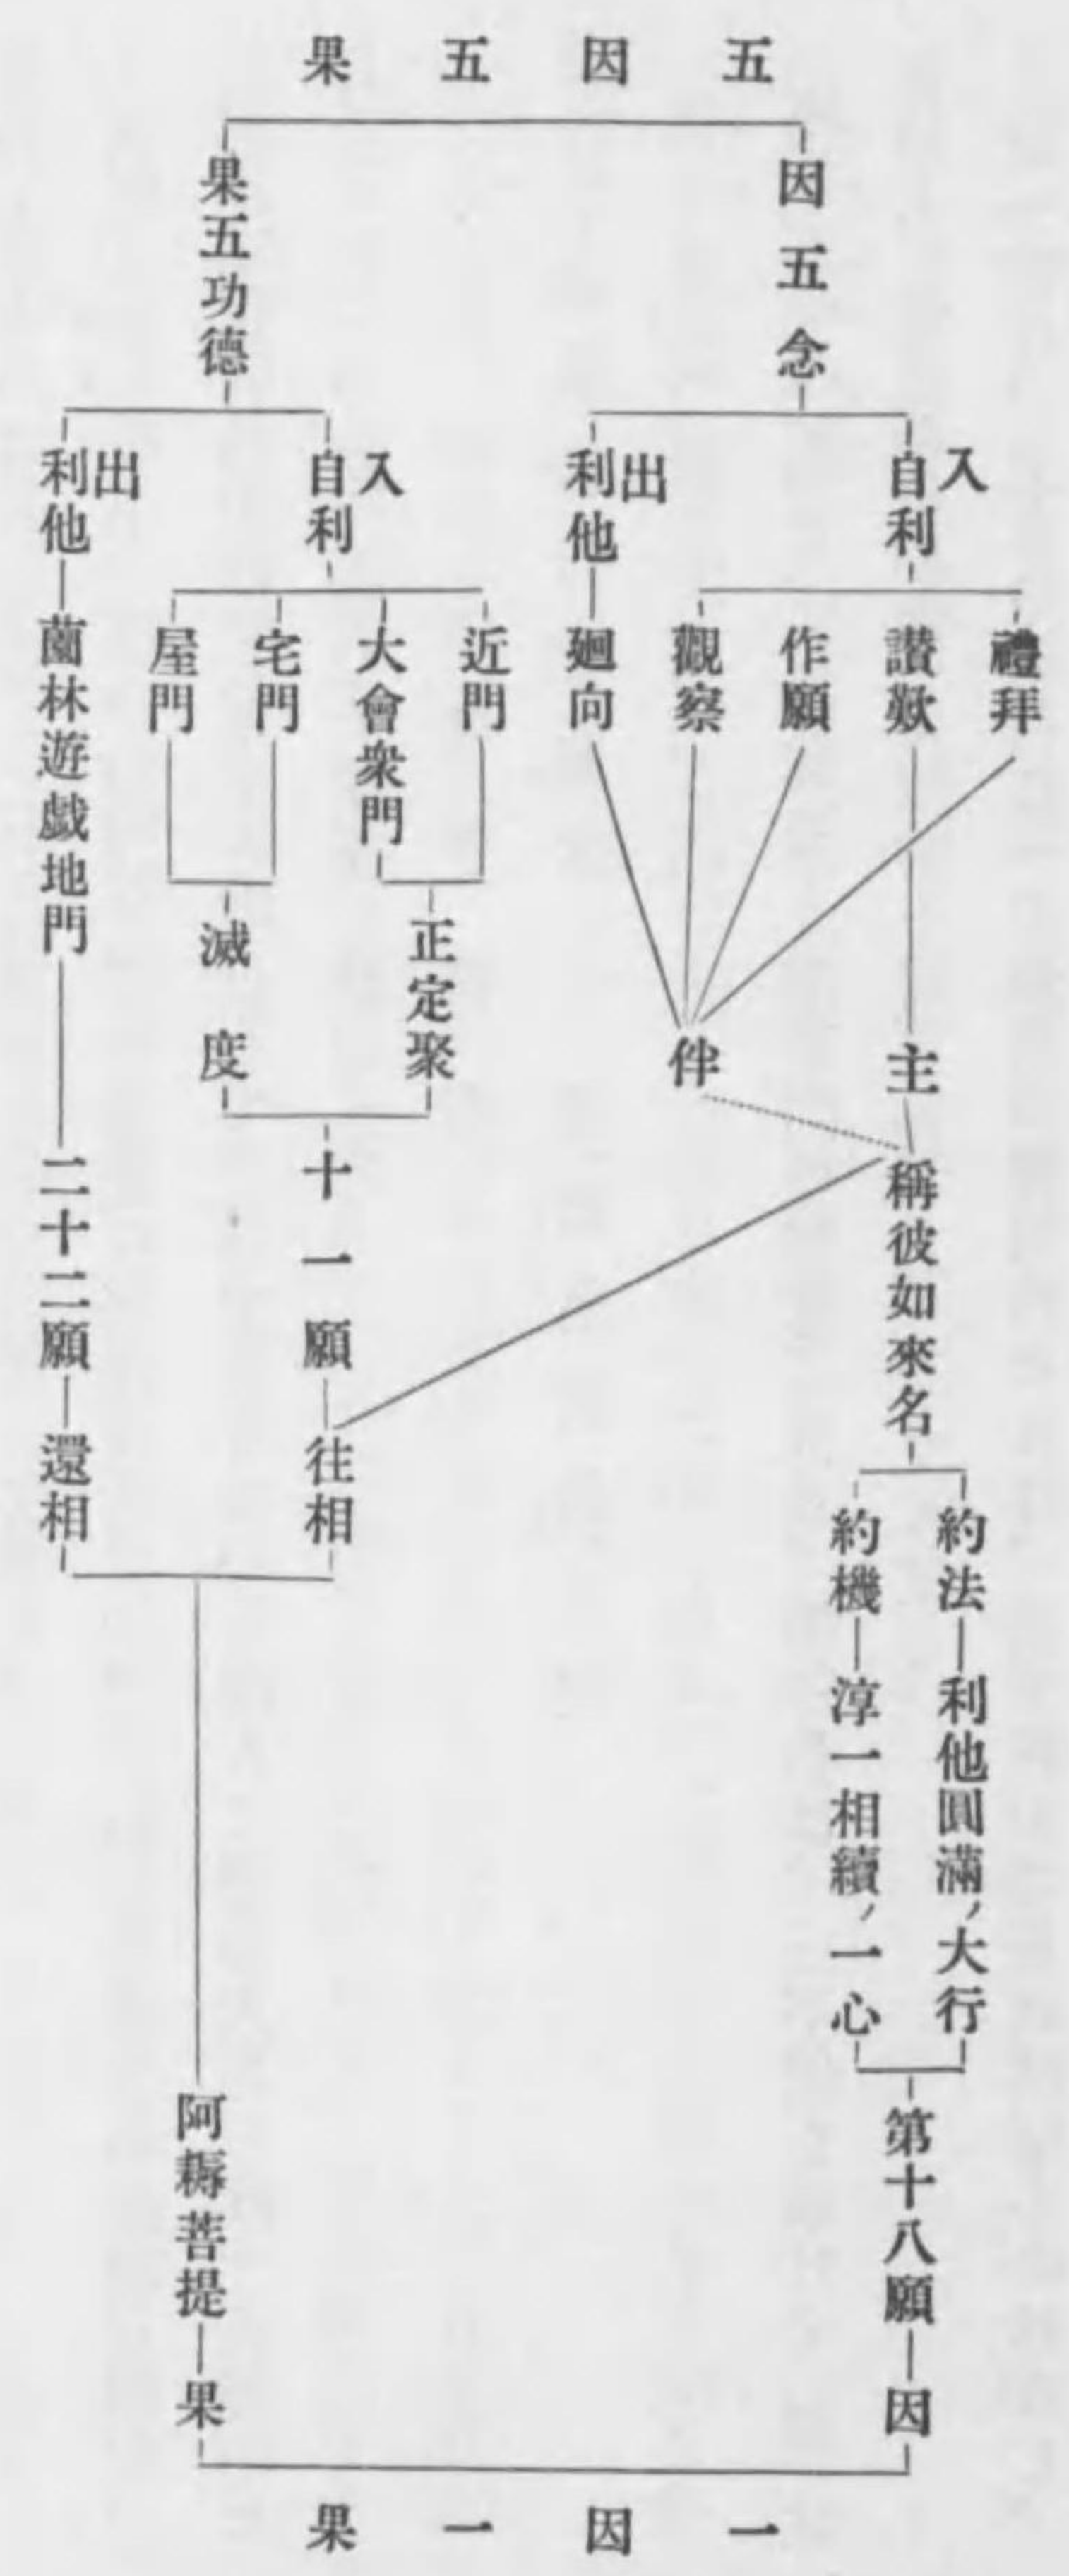 五因五果
因五念
入
自利
禮拜
讚歎
作願
觀察
出
利他
廻向
主
伴
稱彼如來名
約法
利他圓滿、大行
約機
淳一相續、一心
第十八願
因
果五功德
入
自利
近門
大會衆門
宅門
屋門
正定聚
滅度
十一願
往相
出
利他
薗林遊戯地門
二十二願
還相
阿耨菩提
果
一因一果